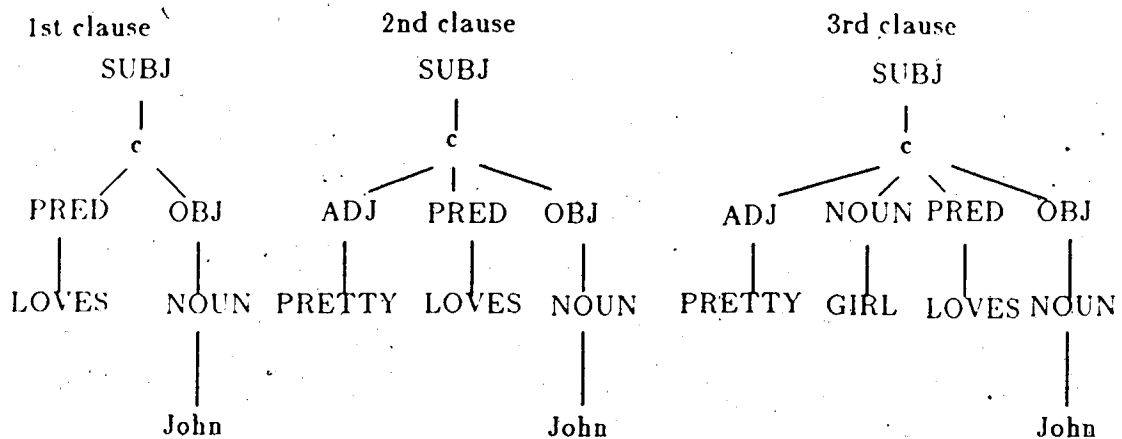 1st clause 2nd clause 3rd clause
SUBJ SUBJ SUBJ
c c c
PRED OBJ ADJ PRED OBJ ADJ NOUN PRED OBJ
LOVES NOUN PRETTY LOVES NOUN PRETTY GIRL LOVES NOUN
John John John